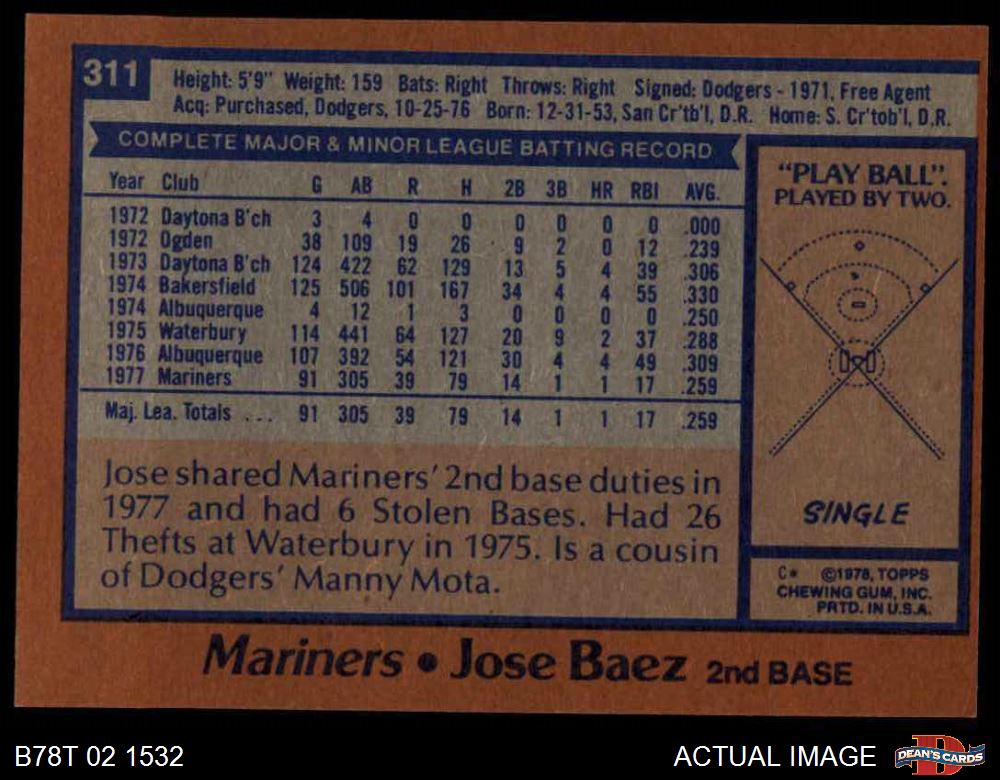 311
Height: 5'9" Weight: 159 Bats: Right Throws: Right Signed: Dodgers - 1971, Free Agent
Acq: Purchased, Dodgers, 10-25-76 Born: 12-31-53, San Cr'tb'l, D.R. Home: S. Cr'tob'l, D.R.
COMPLETE MAJOR & MINOR LEAGUE BATTING RECORD
Year Club G AB R H 2B 3B HR RBI AVG.
1972 Daytona B'ch 3 4 0 0 0 0 0 0 .000
1972 Ogden 38 109 19 26 9 2 0 12 .239
1973 Daytona B'ch 124 422 62 129 13 5 4 39 .306
1974 Bakersfield 125 506 101 167 34 4 4 55 .330
1974 Albuquerque 4 12 1 3 0 0 0 0 .250
1975 Waterbury 114 441 64 127 20 9 2 37 .288
1976 Albuquerque 107 392 54 121 30 4 4 49 .309
1977 Mariners 91 305 39 79 14 1 1 17 .259
Maj. Lea. Totals ... 91 305 39 79 14 1 1 17 .259
Jose shared Mariners' 2nd base duties in
1977 and had 6 Stolen Bases. Had 26
Thefts at Waterbury in 1975. Is a cousin
of Dodgers' Manny Mota.
"PLAY BALL".
PLAYED BY TWO.
SINGLE
C* ©1978, TOPPS
CHEWING GUM, INC.
PRTD. IN U.S.A.
Mariners • Jose Baez 2nd BASE
B78T 02 1532
ACTUAL IMAGE
D
DEAN'S CARDS